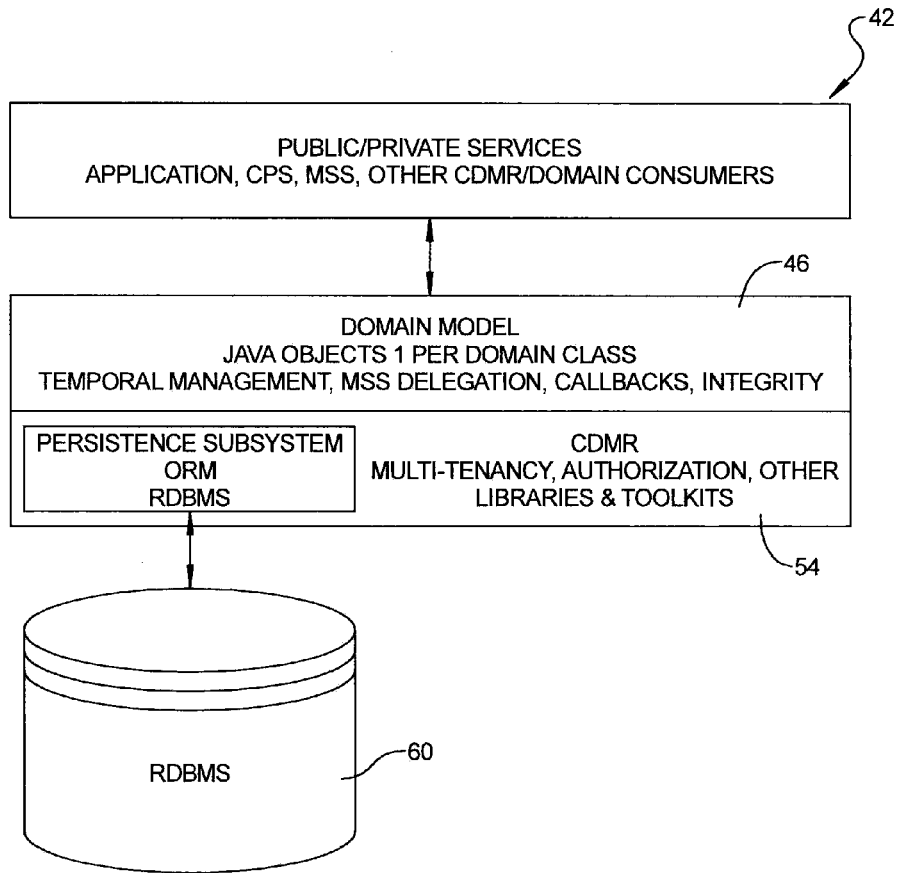 42
PUBLIC/PRIVATE SERVICES
APPLICATION, CPS, MSS, OTHER CDMR/DOMAIN CONSUMERS
46
DOMAIN MODEL
JAVA OBJECTS 1 PER DOMAIN CLASS
TEMPORAL MANAGEMENT, MSS DELEGATION, CALLBACKS, INTEGRITY
PERSISTENCE SUBSYSTEM
ORM
RDBMS
CDMR
MULTI-TENANCY, AUTHORIZATION, OTHER
LIBRARIES & TOOLKITS
54
RDBMS
60